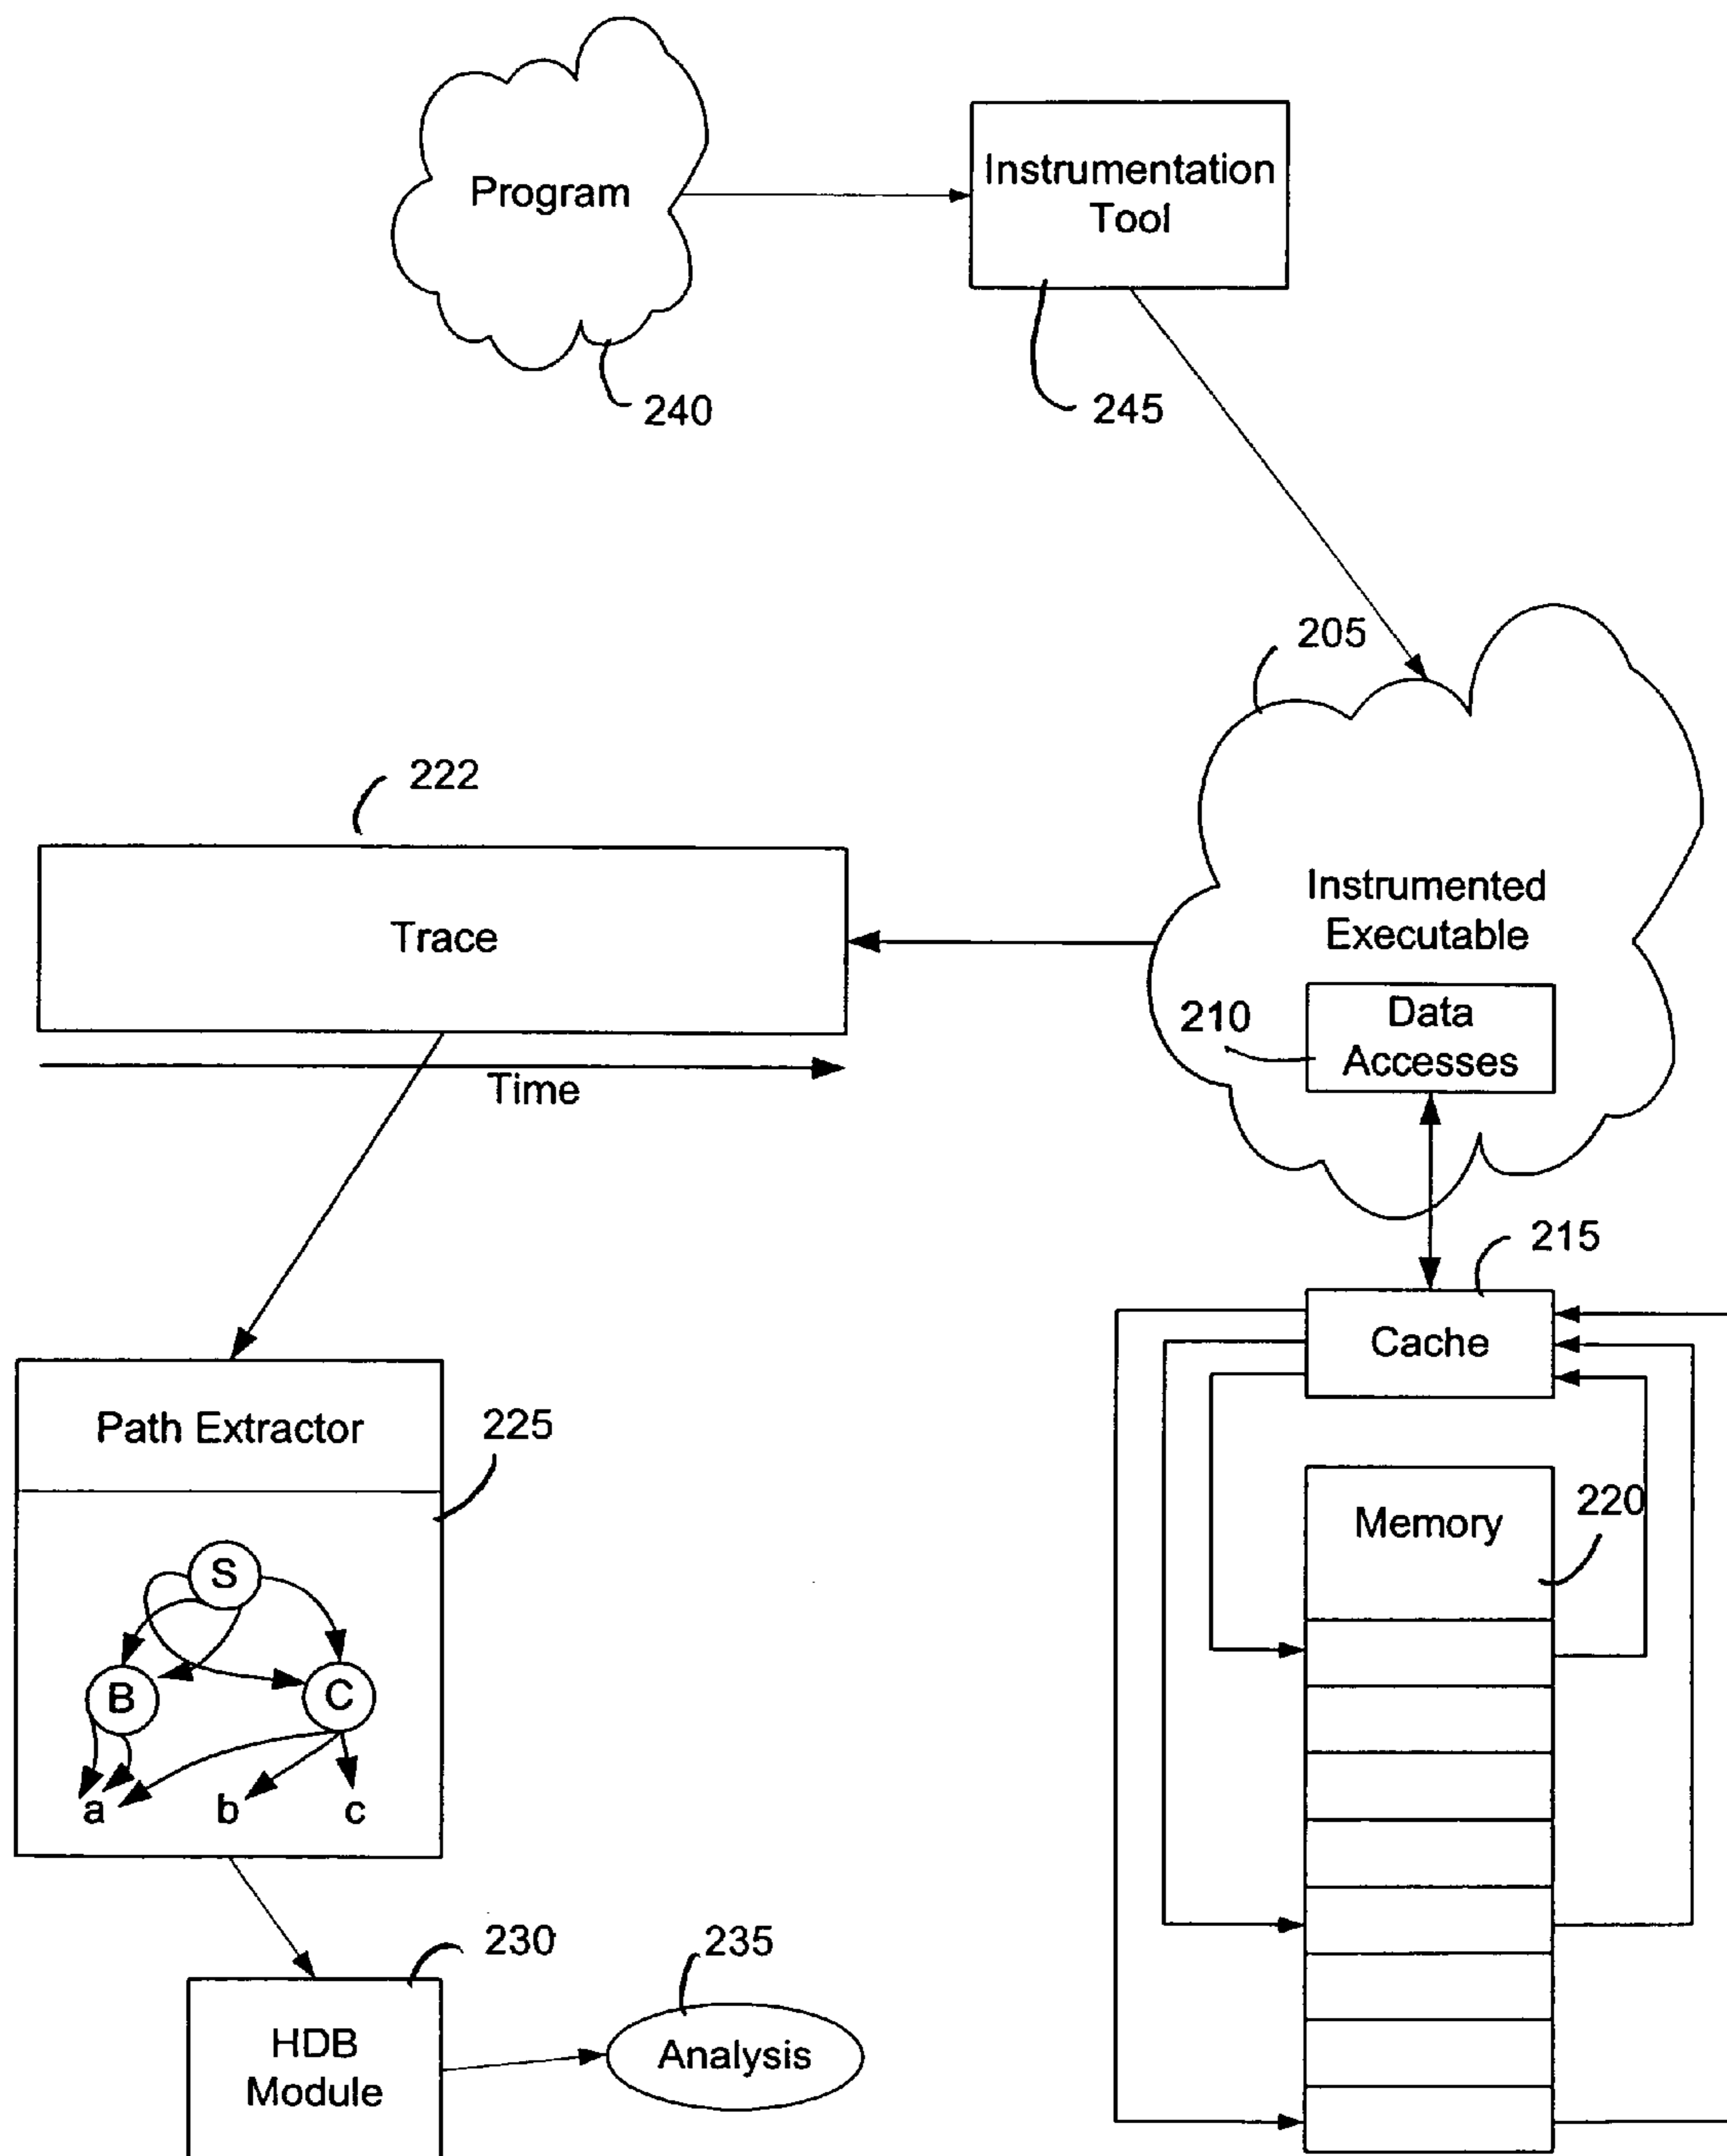 Program
Instrumentation
Tool
240
245
205
222
Trace
Instrumented
Executable
210
Data
Accesses
Time
215
Cache
Path Extractor
225
220
Memory
S
B
C
a
b
c
230
235
HDB
Module
Analysis